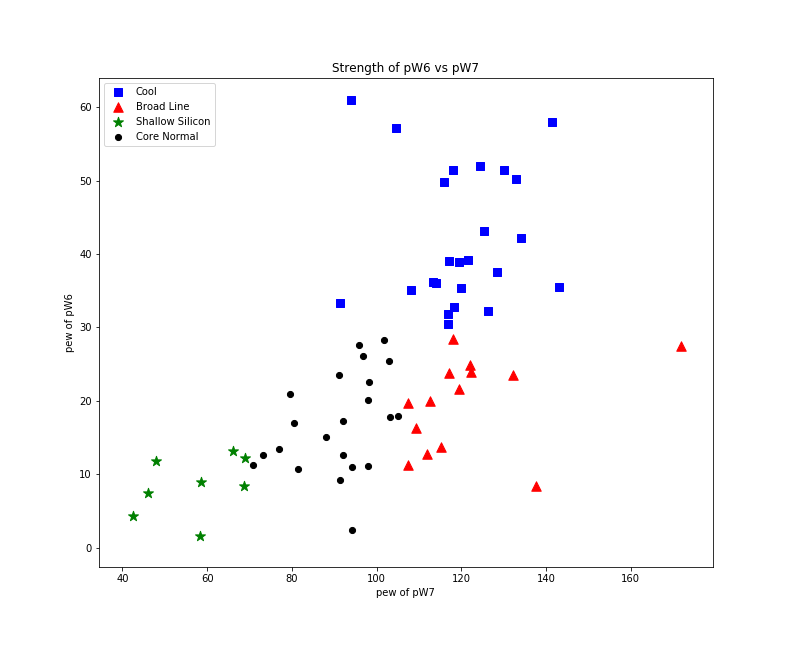 Strength of pW6 vs pW7
Cool
Broad Line
Shallow Silicon
Core Normal
60
50
40
30
20
10
0
pew of pW6
40 60 80 100 120 140 160
pew of pW7